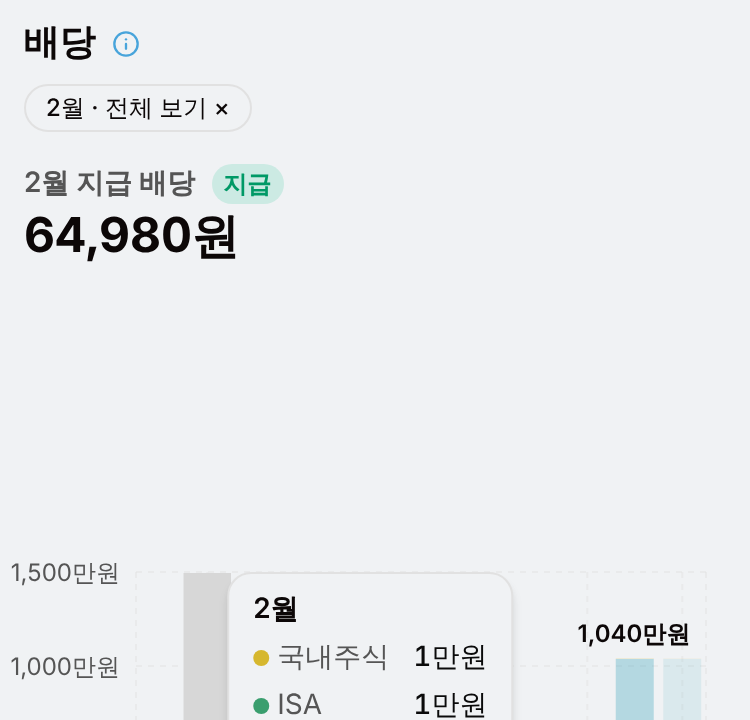 배당
2월 · 전체 보기 ×
2월 지급 배당 지급
64,980원
1,500만원
2월
1,040만원
국내주식 1만원
1,000만원
ISA 1만원